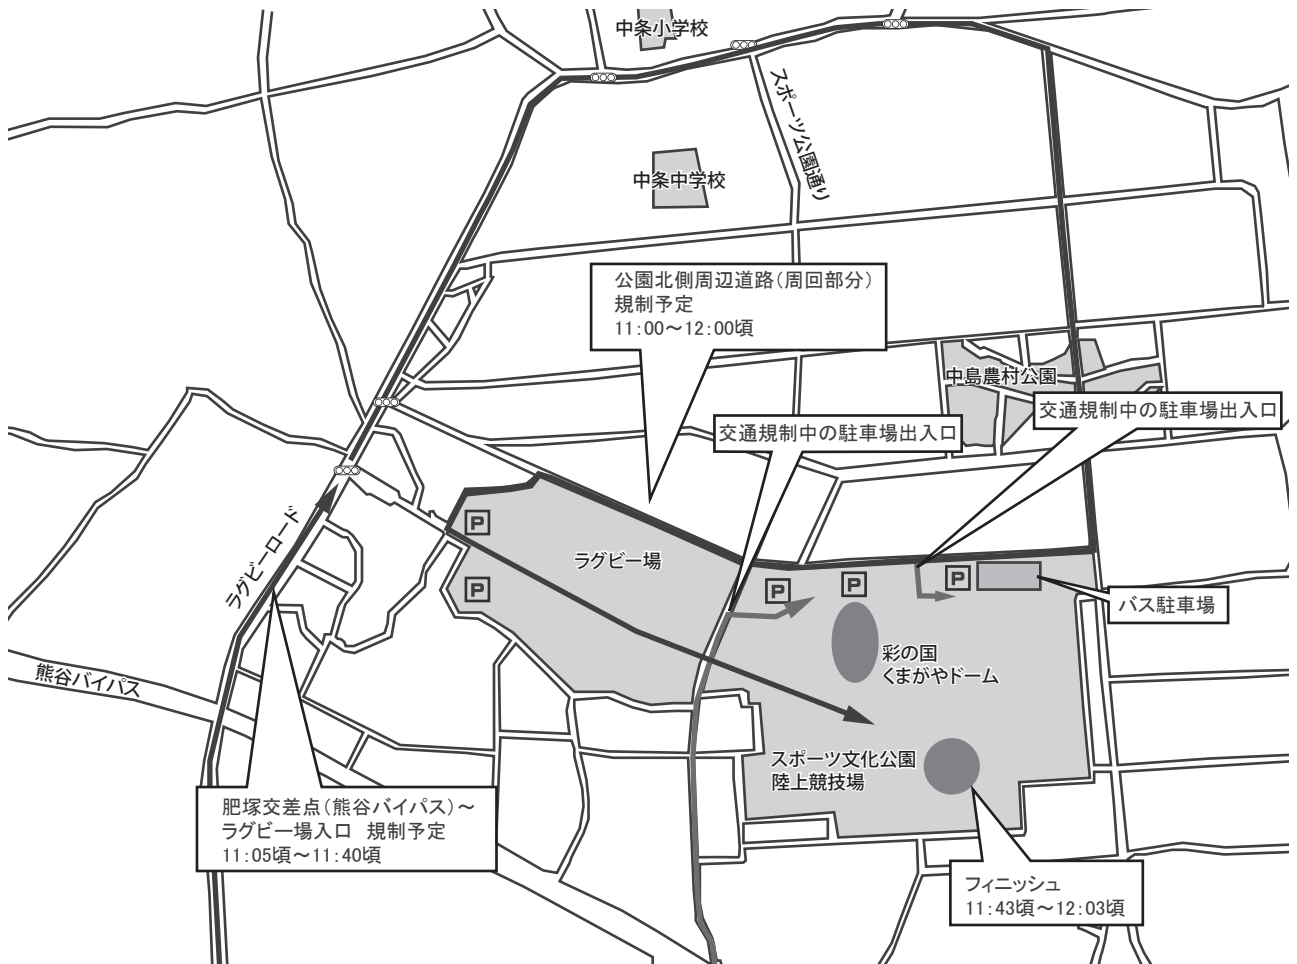 中条小学校
スポーツ公園通り
中条中学校
公園北側周辺道路（周回部分）
規制予定
11：00～12：00頃
中島農村公園
交通規制中の駐車場出入口
交通規制中の駐車場出入口
ラグビーロード
P
P
ラグビー場
P
P
P
バス駐車場
彩の国
くまがやドーム
熊谷バイパス
スポーツ文化公園
陸上競技場
肥塚交差点（熊谷バイパス）～
ラグビー場入口　規制予定
11：05頃～11：40頃
フィニッシュ
11：43頃～12：03頃